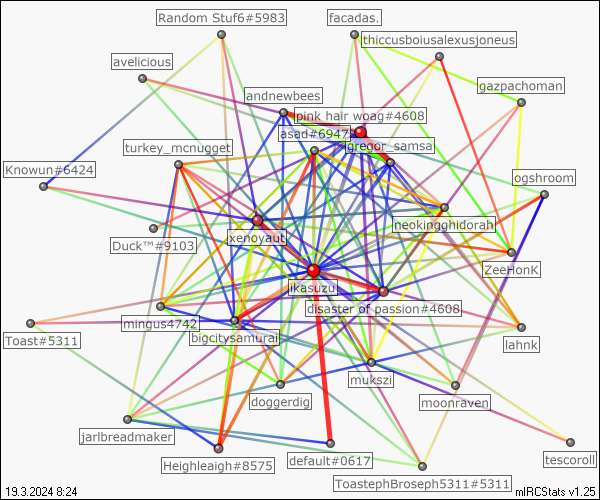 Random Stuf6#5983
facadas.
thiccusboiusalexusjoneus
avelicious
gazpachoman
andnewbees
pink hair woag#4608
asad#6947
gregor_samsa
turkey_mcnugget
Knowun#6424
ogshroom
neokingghidorah
xenoyaut
Duck™#9103
ZeeHonK
ikasuzu
disaster of passion#4608
mingus4742
bigcitysamurai
Toast#5311
lahnk
mukszi
doggerdig
moonraven
jarlbreadmaker
Heighleigh#8575
default#0617
tescoroll
ToastephBroseph5311#5311
19.3.2024 8:24
mIRCStats v1.25